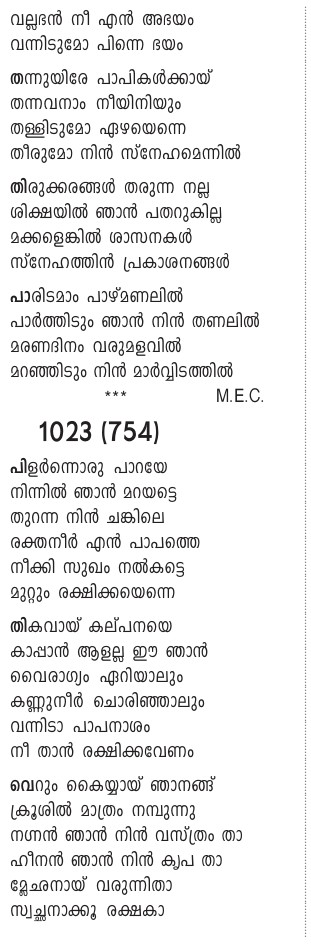 വല്ലഭൻ നീ എൻ അഭയം
വന്നിടുമോ പിന്നെ ഭയം
തന്നുയിരേ പാപികൾക്കായ്
തന്നവനാം നീയിനിയും
തള്ളിടുമോ ഏഴയെന്നെ
തീരുമോ നിൻ സ്നേഹമെന്നിൽ
തിരുക്കരങ്ങൾ തരുന്ന നല്ല
ശിക്ഷയിൽ ഞാൻ പതറുകില്ല
മക്കളെങ്കിൽ ശാസനകൾ
സ്നേഹത്തിൻ പ്രകാശനങ്ങൾ
പാരിടമാം പാഴ്മണലിൽ
പാർത്തിടും ഞാൻ നിൻ തണലിൽ
മരണദിനം വരുമളവിൽ
മറഞ്ഞിടും നിൻ മാർവ്വിടത്തിൽ
*** M.E.C.
1023 (754)
പിളർന്നൊരു പാറയേ
നിന്നിൽ ഞാൻ മറയട്ടെ
തുറന്ന നിൻ ചങ്കിലെ
രക്തനീർ എൻ പാപത്തെ
നീക്കി സുഖം നൽകട്ടെ
മുറ്റും രക്ഷിക്കയെന്നെ
തികവായ് കല്പനയെ
കാപ്പാൻ ആളല്ല ഈ ഞാൻ
വൈരാഗ്യം ഏറിയാലും
കണ്ണുനീർ ചൊരിഞ്ഞാലും
വന്നിടാ പാപനാശം
നീ താൻ രക്ഷിക്കവേണം
വെറും കൈയ്യായ് ഞാനങ്ങ്
ക്രൂശിൽ മാത്രം നമ്പുന്നു
നഗ്നൻ ഞാൻ നിൻ വസ്ത്രം താ
ഹീനൻ ഞാൻ നിൻ കൃപ താ
മ്ലേഛനായ് വരുന്നിതാ
സ്വച്ഛനാക്കൂ രക്ഷകാ